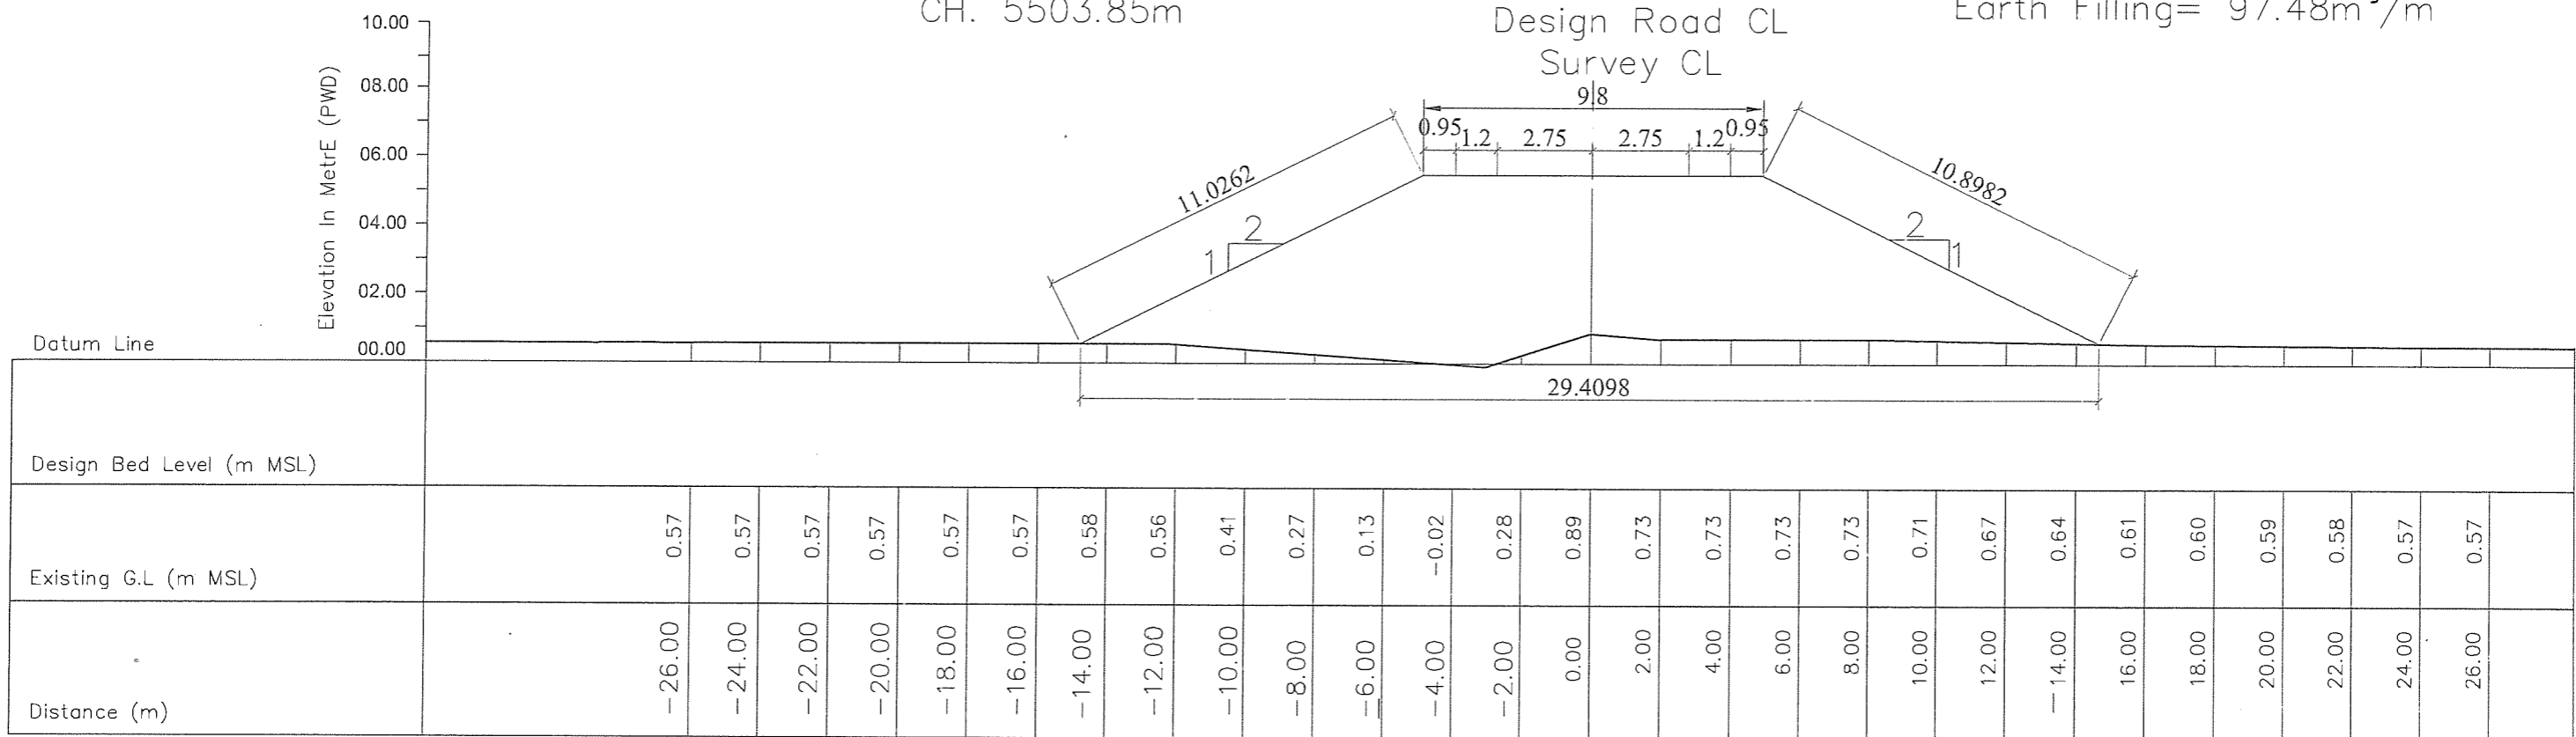 CH. 5503.85m
Design Road CL
Survey CL
Earth Filling= 97.48m³/m
Elevation In MetrE (PWD)
10.00
08.00
06.00
04.00
02.00
00.00
9.8
0.95 1.2 2.75 2.75 1.2 0.95
11.0262
10.8982
2
1
2
1
29.4098
Datum Line
Design Bed Level (m MSL)
Existing G.L (m MSL) 0.57 0.57 0.57 0.57 0.57 0.57 0.58 0.56 0.41 0.27 0.13 -0.02 0.28 0.89 0.73 0.73 0.73 0.73 0.71 0.67 0.64 0.61 0.60 0.59 0.58 0.57 0.57
Distance (m) -26.00 -24.00 -22.00 -20.00 -18.00 -16.00 -14.00 -12.00 -10.00 -8.00 -6.00 -4.00 -2.00 0.00 2.00 4.00 6.00 8.00 10.00 12.00 -14.00 16.00 18.00 20.00 22.00 24.00 26.00